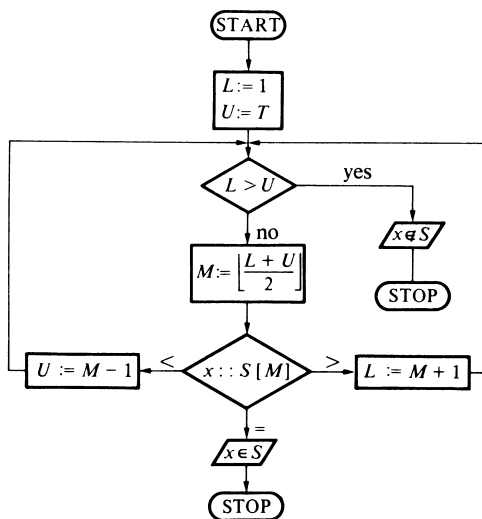 START
L := 1
U := T
L > U
yes
no
x ∉ S
M := ⌊(L + U)/2⌋
STOP
U := M − 1
<
x : : S [M]
>
L := M + 1
=
x ∈ S
STOP